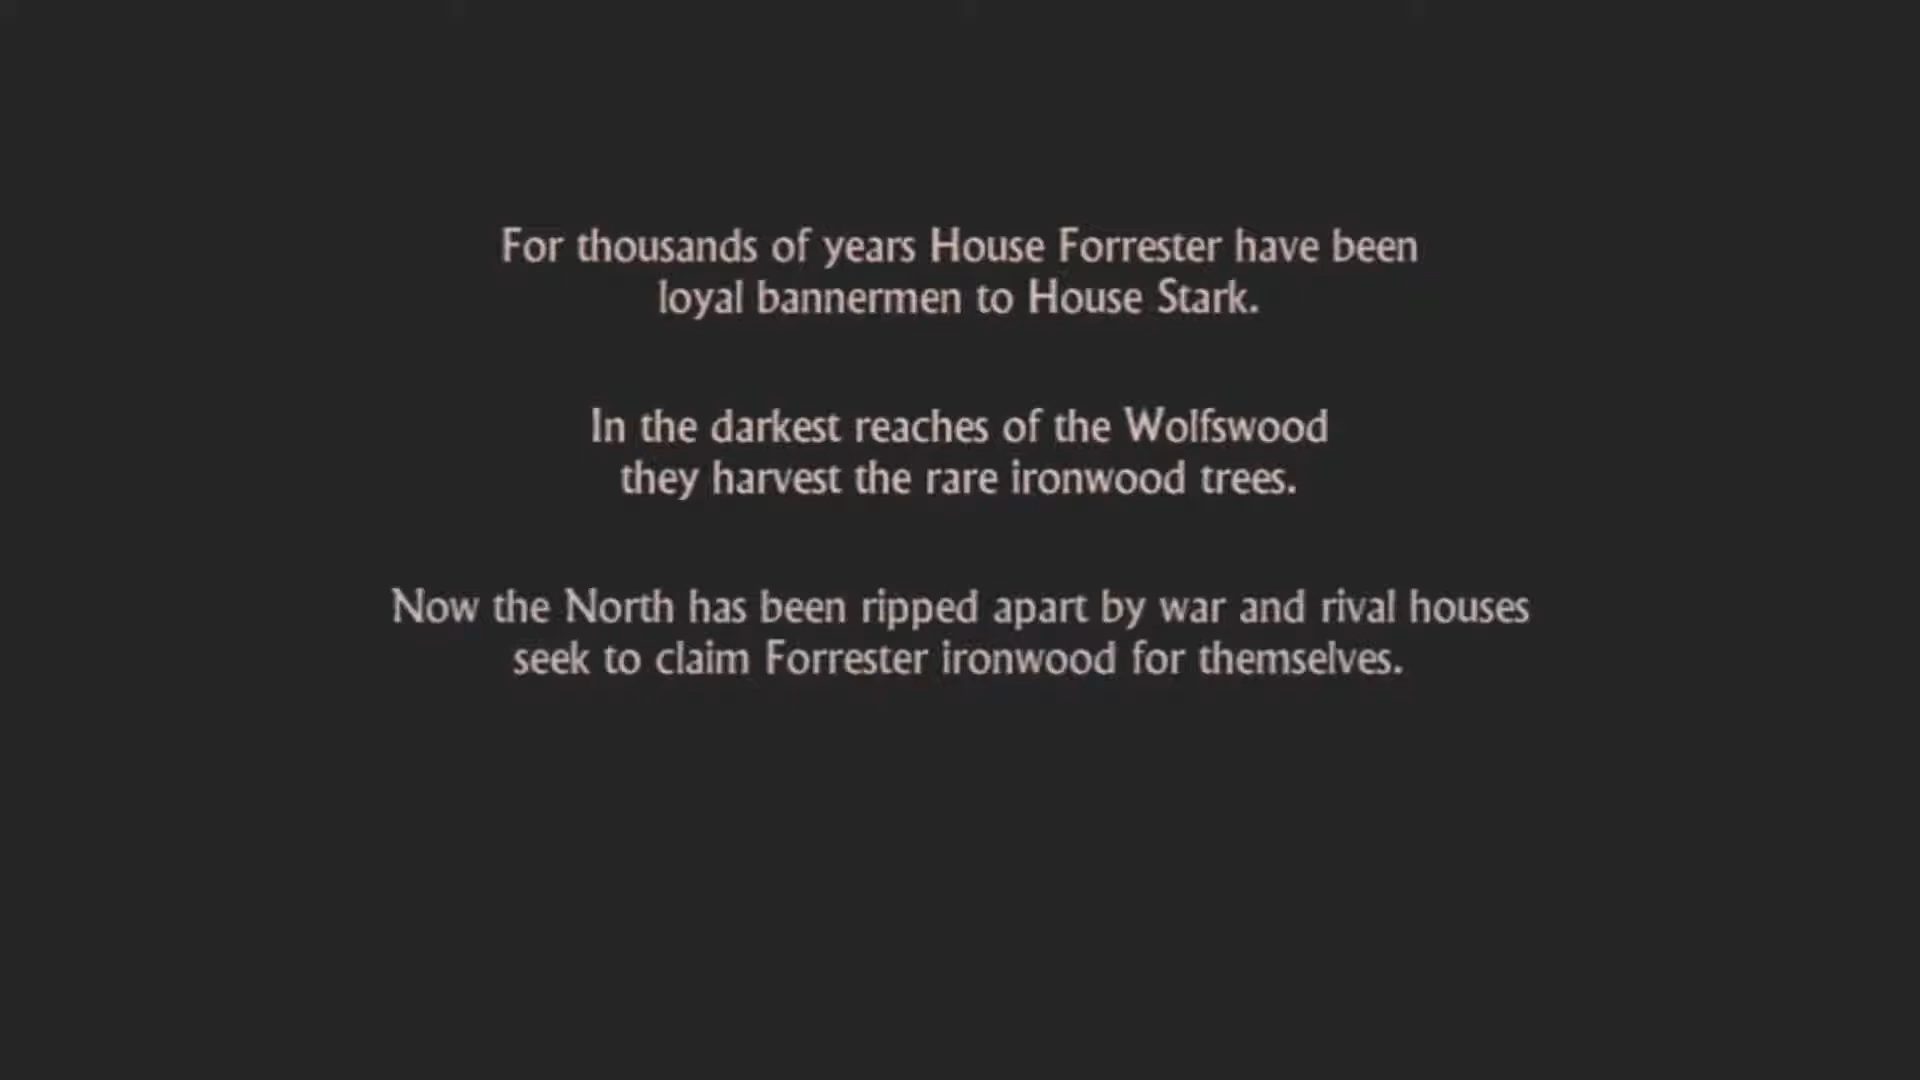 For thousands of years House Forrester have been
loyal bannermen to House Stark.
In the darkest reaches of the Wolfswood
they harvest the rare ironwood trees.
Now the North has been ripped apart by war and rival houses
seek to claim Forrester ironwood for themselves.